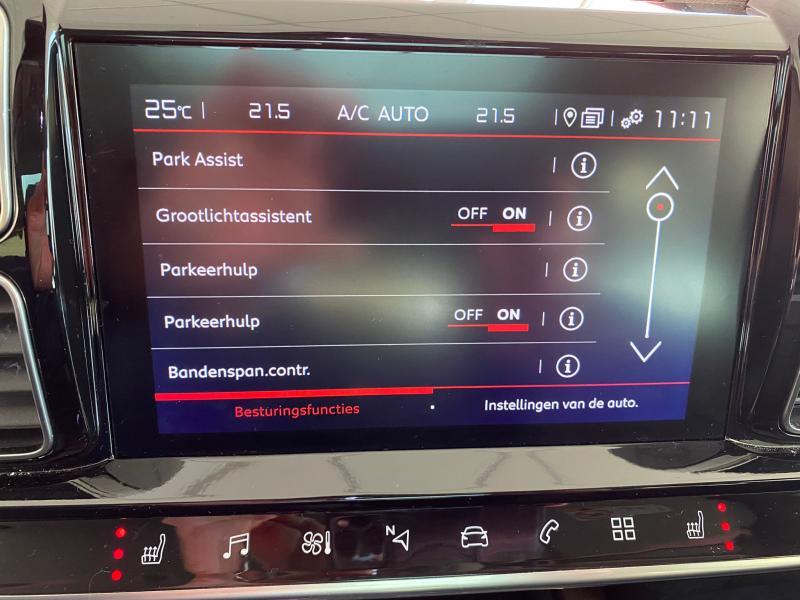 25°C | 21.5 A/C AUTO 21.5 11:11
Park Assist
Grootlichtassistent OFF ON
Parkeerhulp
Parkeerhulp OFF ON
Bandenspan.contr.
Besturingsfuncties Instellingen van de auto.
N